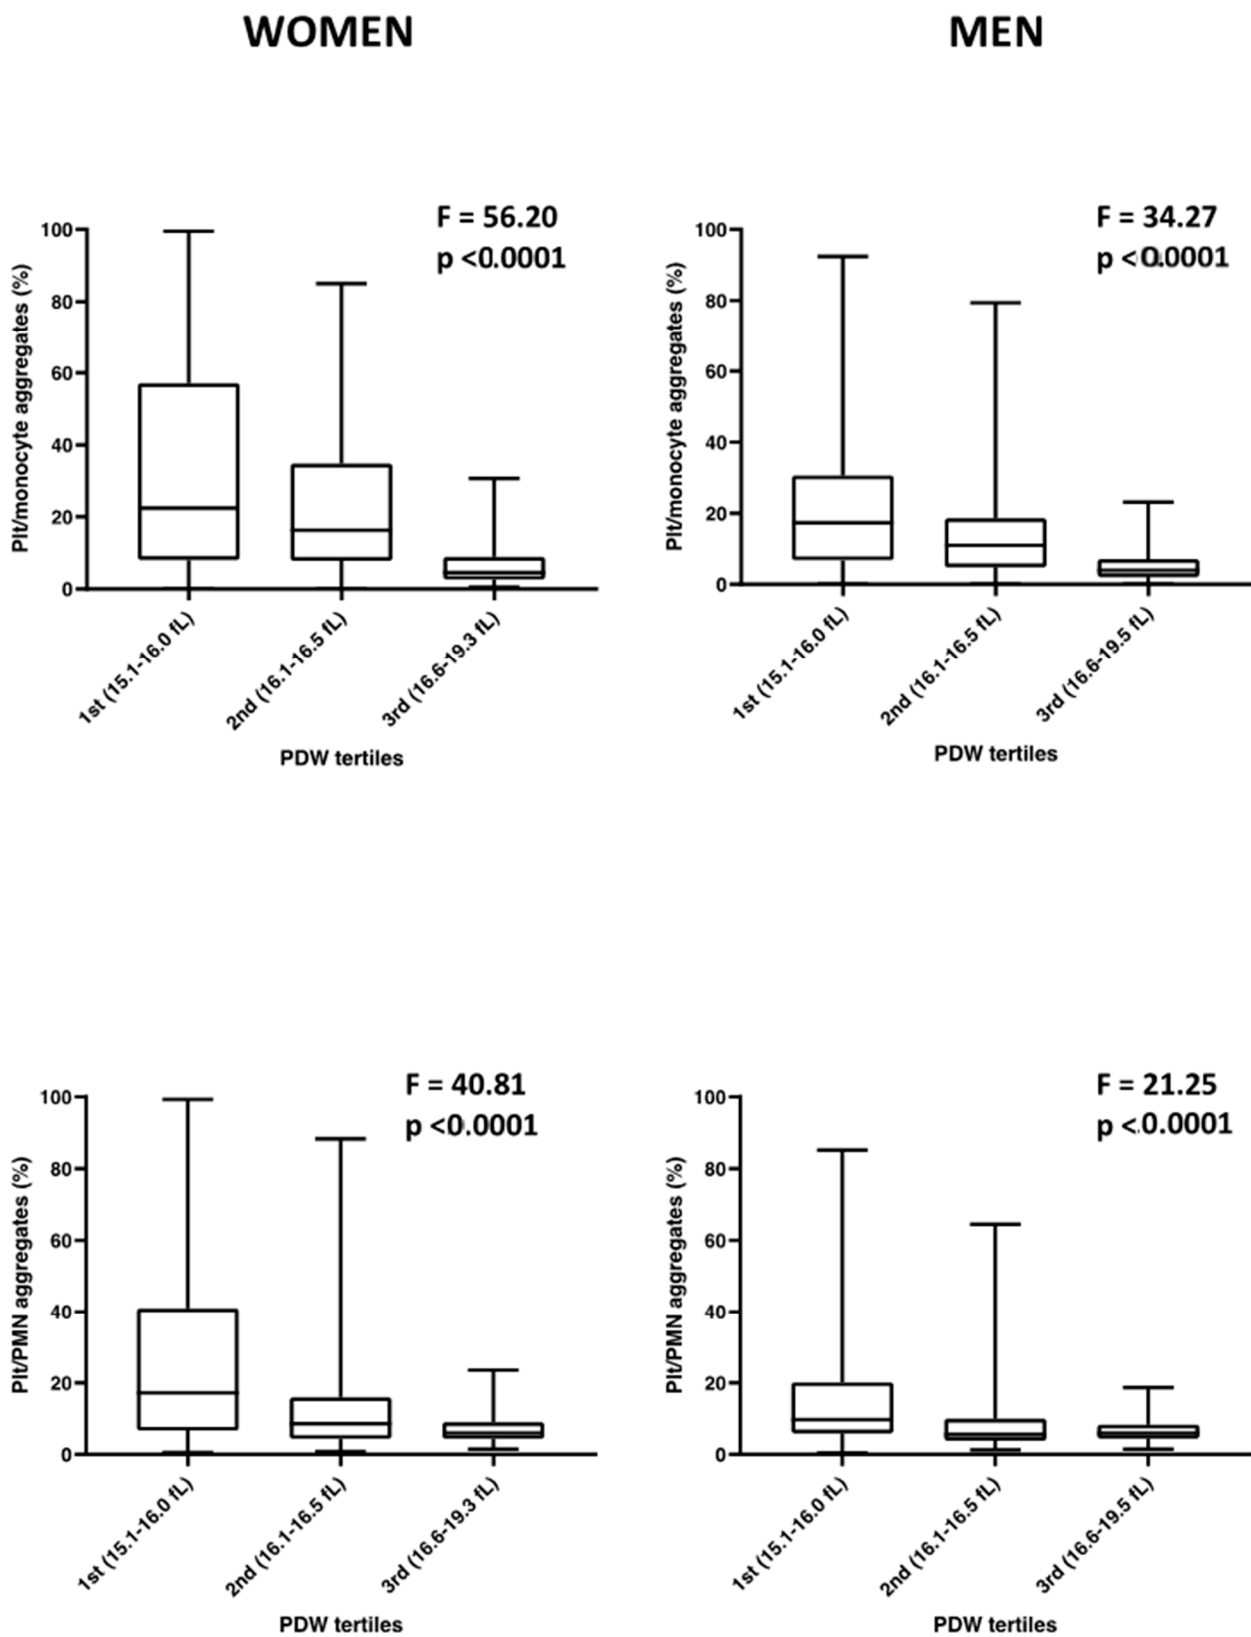 WOMEN
MEN
F = 56.20
p <0.0001
Plt/monocyte aggregates (%)
100
80
60
40
20
0
1st (15.1-16.0 fL)
2nd (16.1-16.5 fL)
3rd (16.6-19.3 fL)
PDW tertiles
F = 34.27
p <0.0001
Plt/monocyte aggregates (%)
100
80
60
40
20
0
1st (15.1-16.0 fL)
2nd (16.1-16.5 fL)
3rd (16.6-19.5 fL)
PDW tertiles
F = 40.81
p <0.0001
Plt/PMN aggregates (%)
100
80
60
40
20
0
1st (15.1-16.0 fL)
2nd (16.1-16.5 fL)
3rd (16.6-19.3 fL)
PDW tertiles
F = 21.25
p <0.0001
Plt/PMN aggregates (%)
100
80
60
40
20
0
1st (15.1-16.0 fL)
2nd (16.1-16.5 fL)
3rd (16.6-19.5 fL)
PDW tertiles